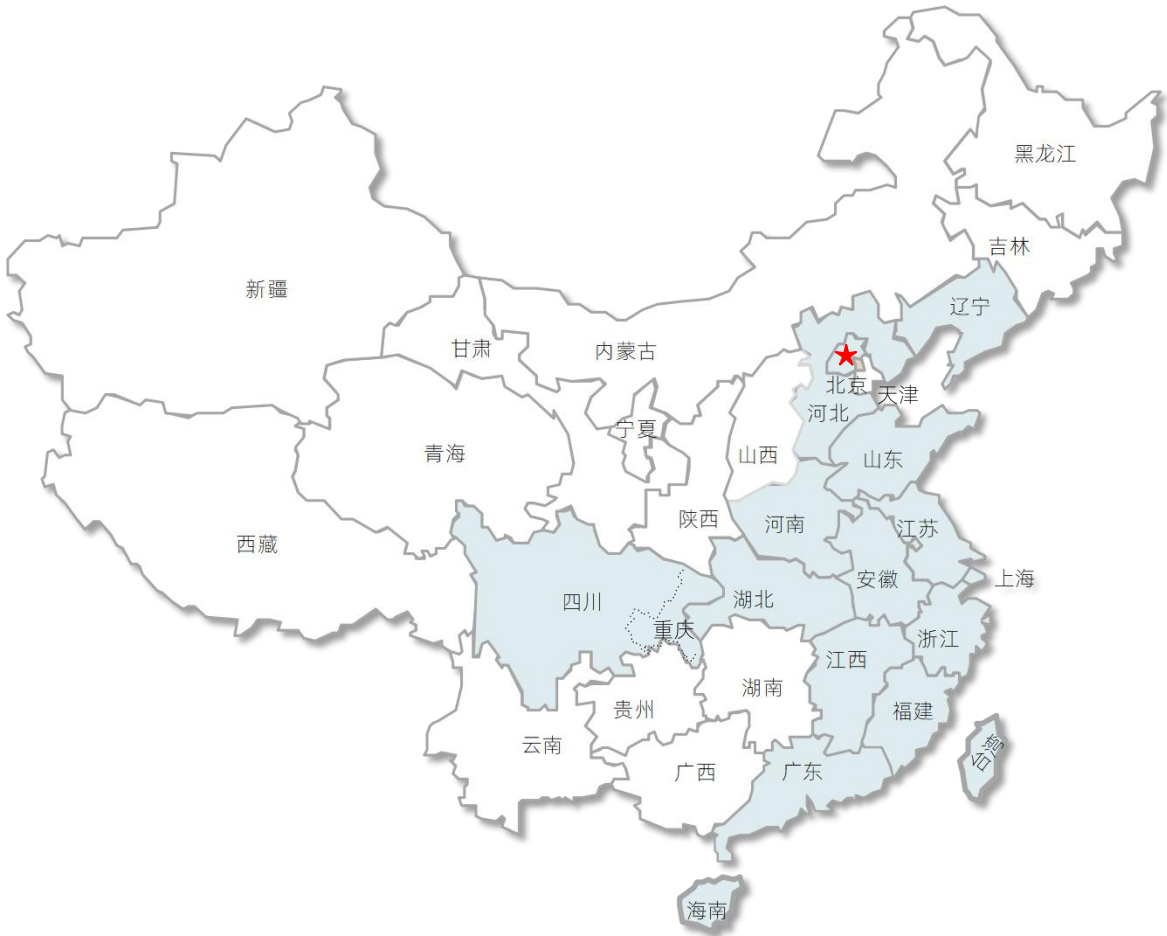 黑龙江
吉林
新疆
辽宁
甘肃
内蒙古
北京
天津
河北
宁夏
青海
山西
山东
陕西
河南
江苏
西藏
安徽
上海
四川
湖北
重庆
浙江
江西
湖南
贵州
福建
云南
台湾
广西
广东
海南